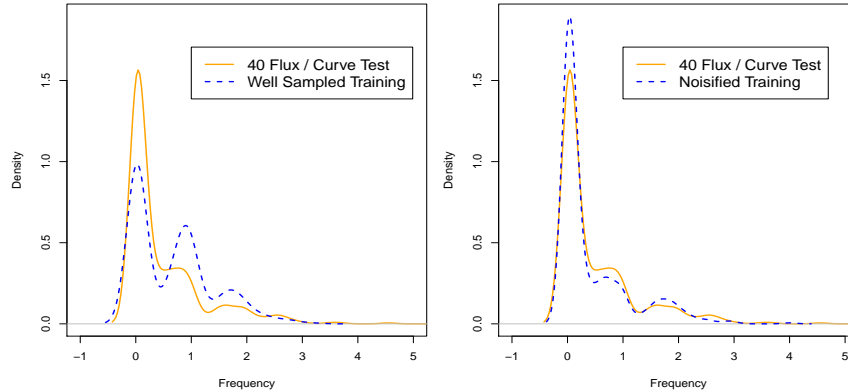 40 Flux / Curve Test
Well Sampled Training
Density
0.0
0.5
1.0
1.5
−1
0
1
2
3
4
5
Frequency
40 Flux / Curve Test
Noisified Training
Density
0.0
0.5
1.0
1.5
−1
0
1
2
3
4
5
Frequency